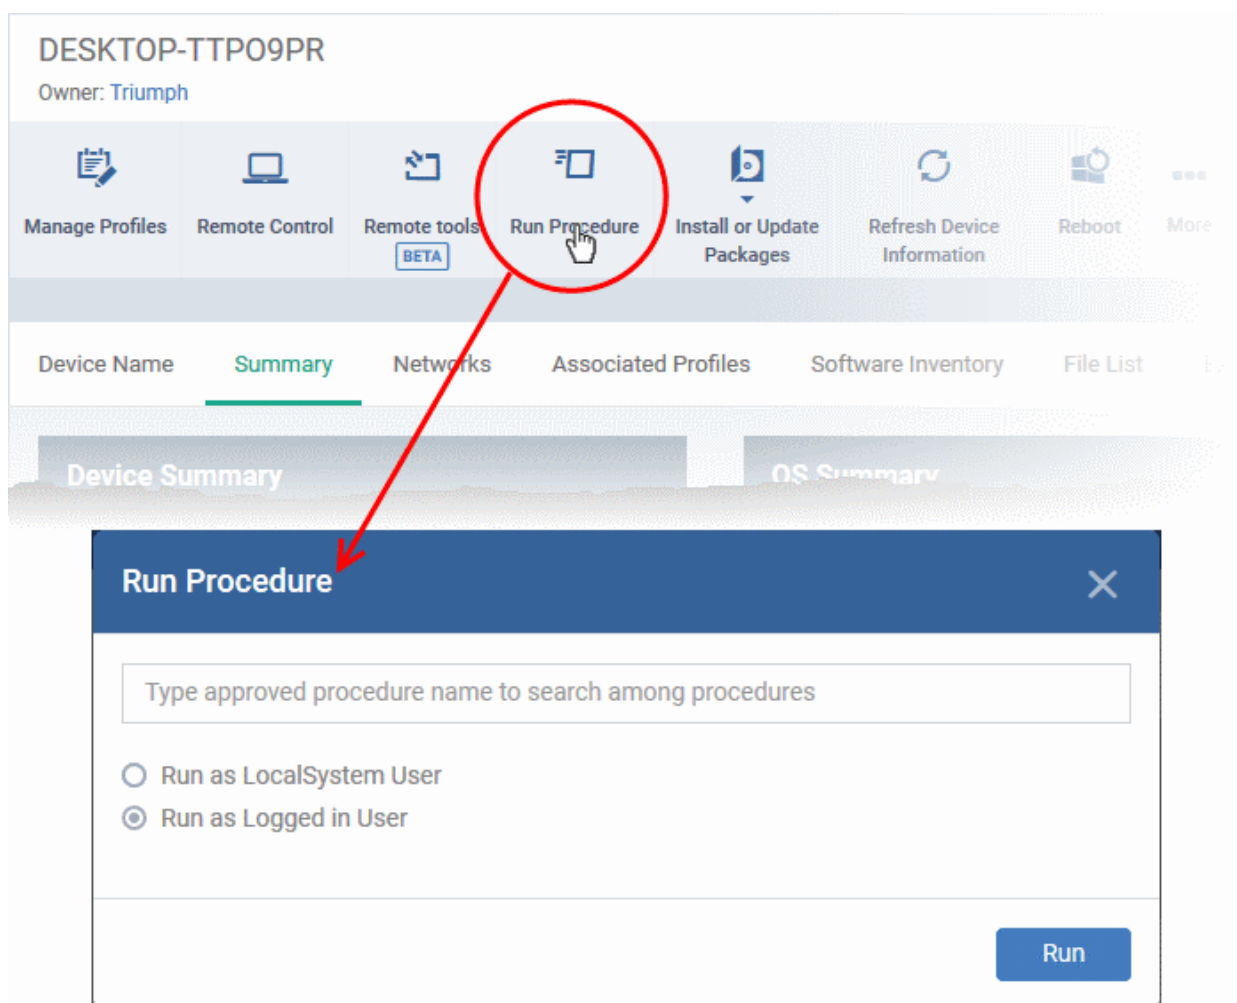 DESKTOP-TTPO9PR
Owner: Triumph
Manage Profiles
Remote Control
Remote tools
BETA
Run Procedure
Install or Update
Packages
Refresh Device
Information
Reboot
More
Device Name
Summary
Networks
Associated Profiles
Software Inventory
File List
Device Summary
OS Summary
Run Procedure
Type approved procedure name to search among procedures
Run as LocalSystem User
Run as Logged in User
Run